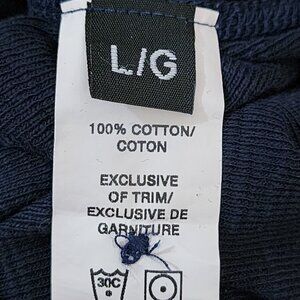 L/G
100% COTTON/
COTON
EXCLUSIVE
OF TRIM/
EXCLUSIVE DE
GARNITURE
30C